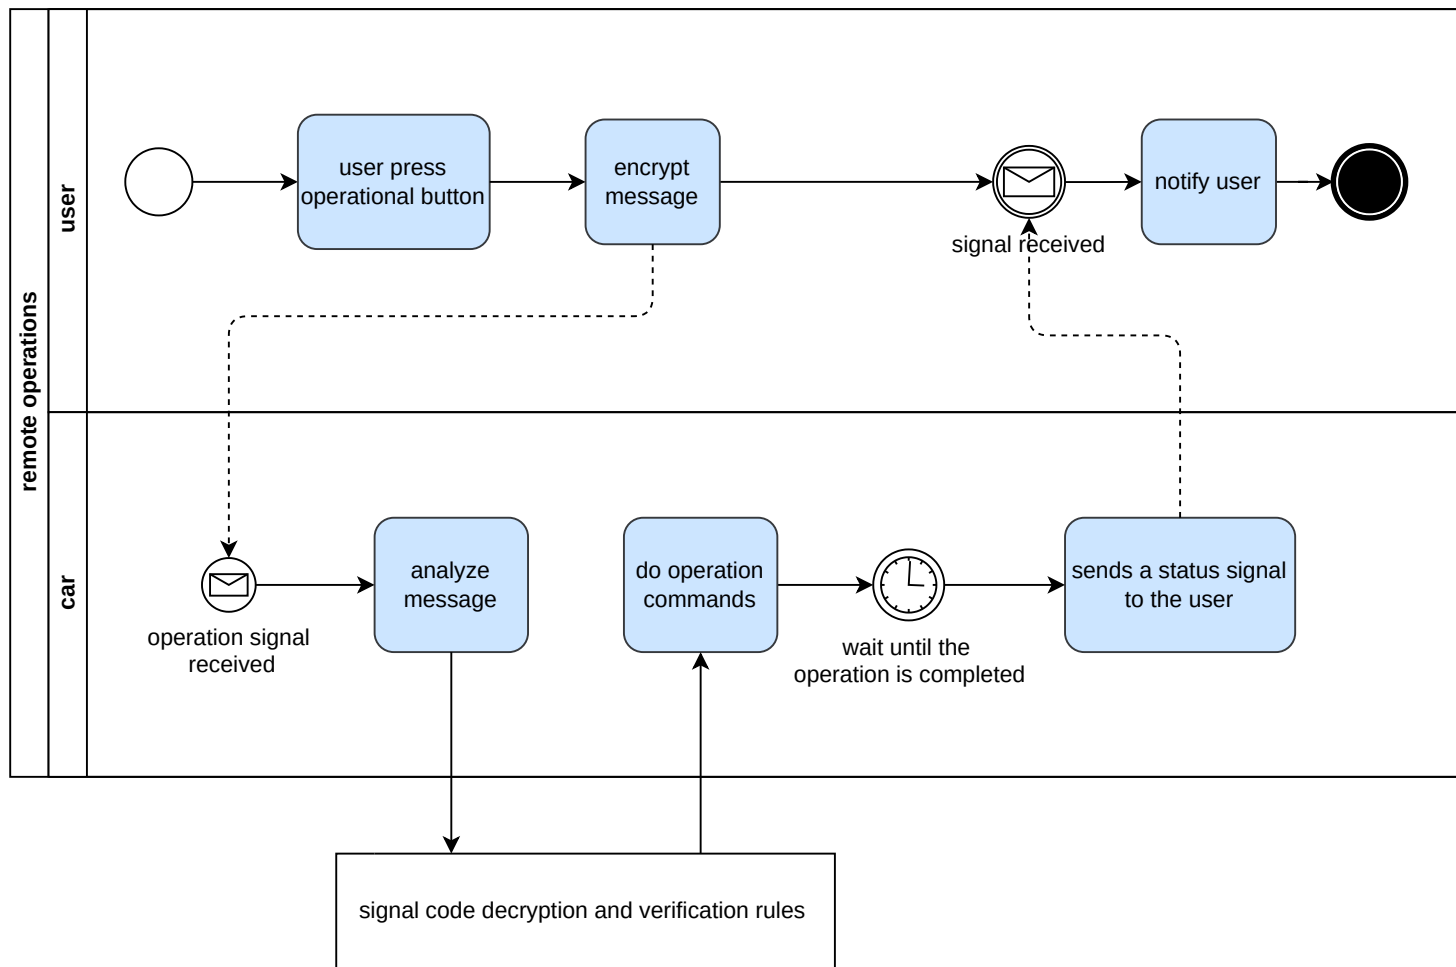 remote operations
user
user press
operational button
encrypt
message
signal received
notify user
car
operation signal
received
analyze
message
do operation
commands
wait until the
operation is completed
sends a status signal
to the user
signal code decryption and verification rules